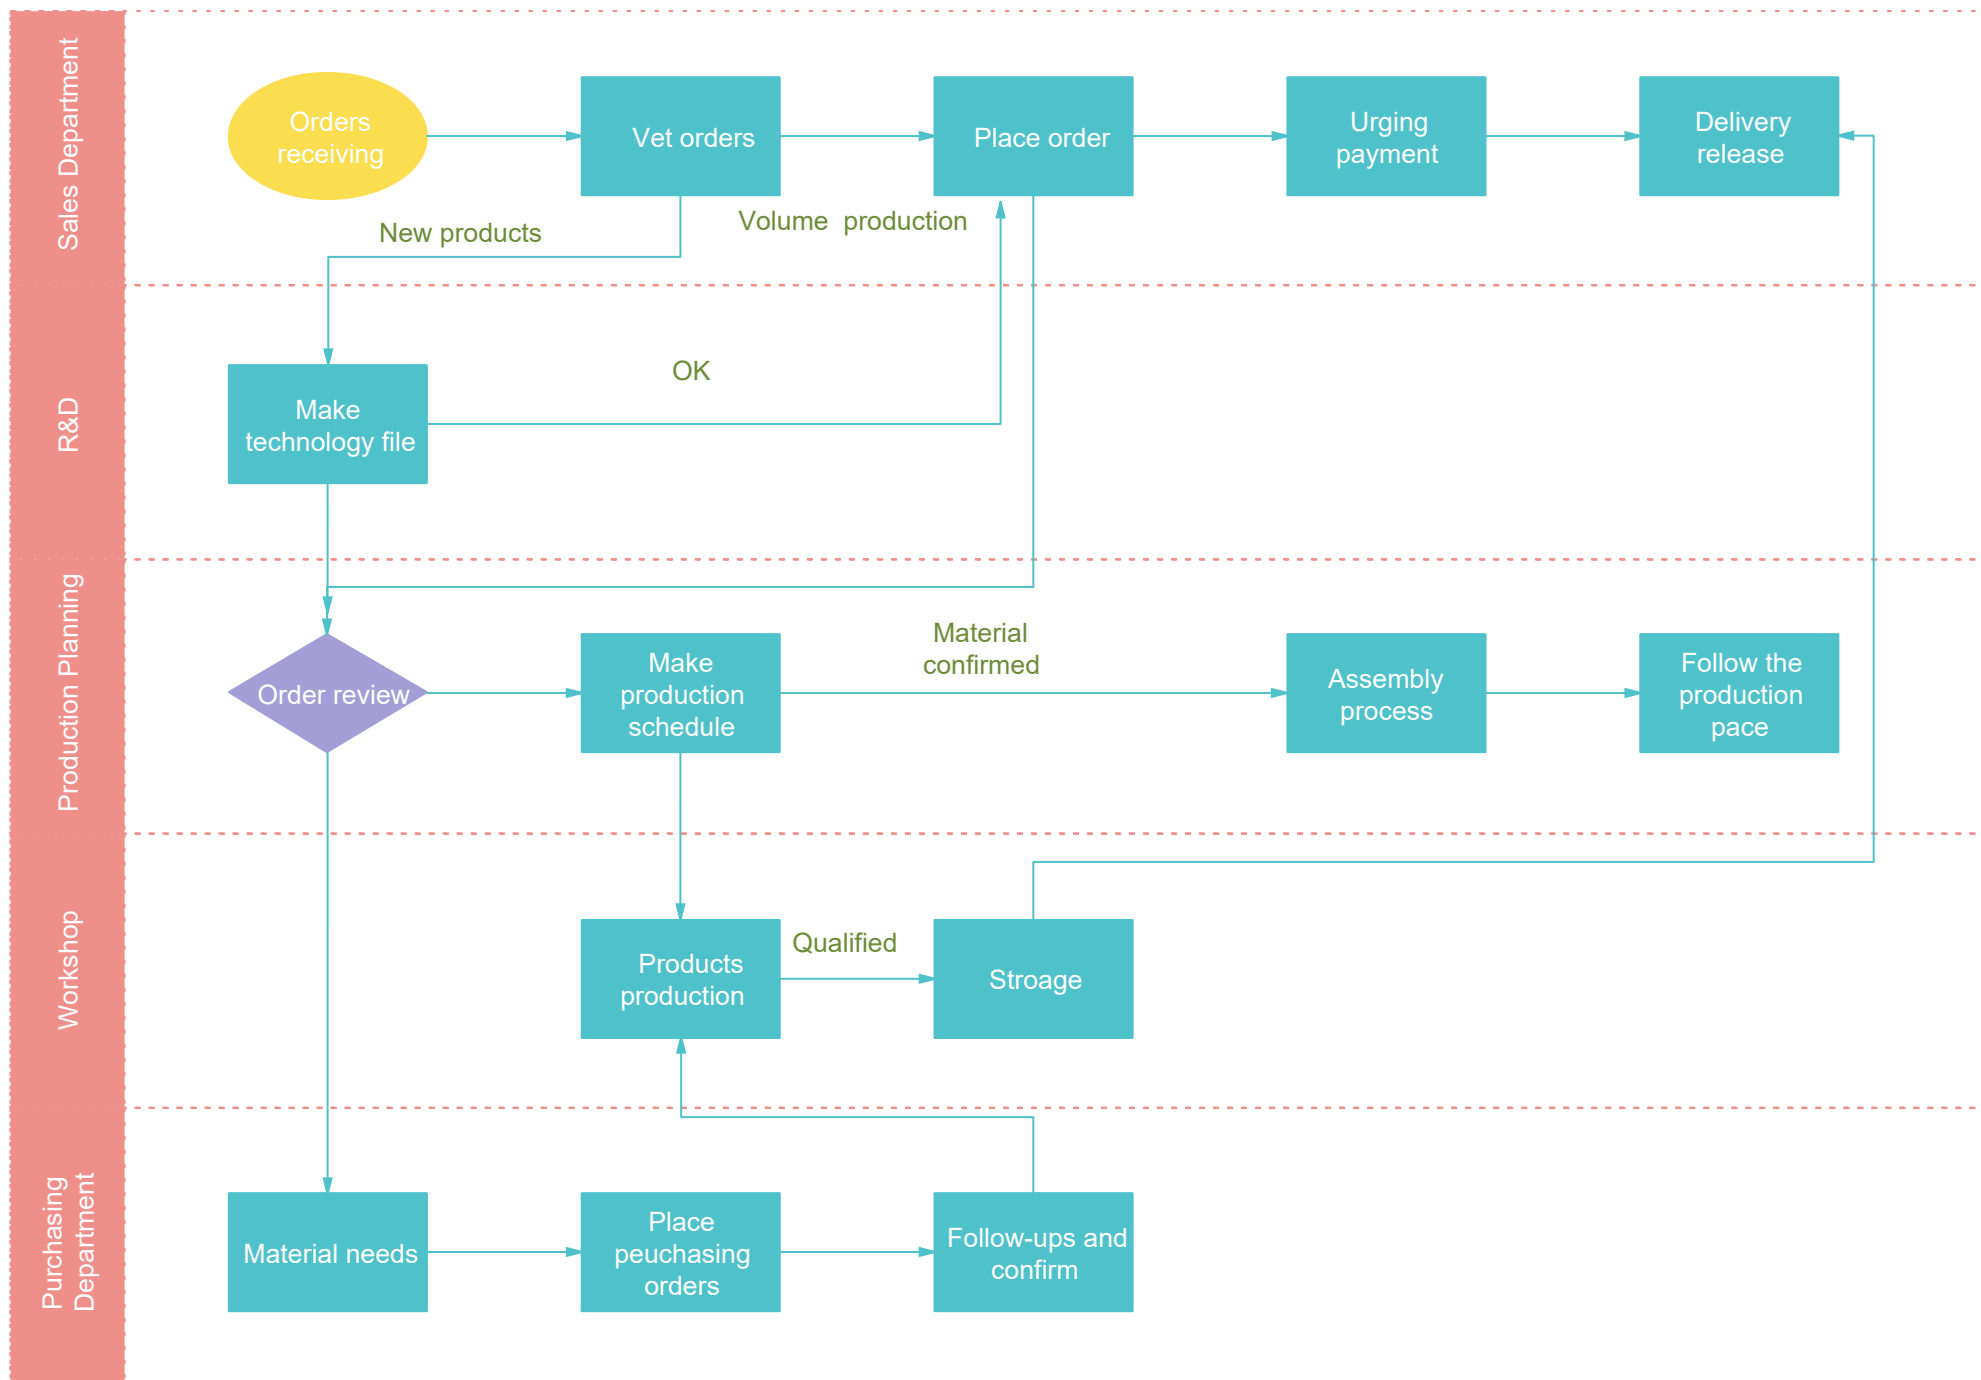 Sales Department
Orders
receiving
Vet orders
Place order
Urging
payment
Delivery
release
New products
Volume  production
R&D
Make
technology file
OK
Production Planning
Order review
Make
production
schedule
Material
confirmed
Assembly
process
Follow the
production
pace
Workshop
Products
production
Qualified
Stroage
Purchasing
Department
Material needs
Place
peuchasing
orders
Follow-ups and
confirm